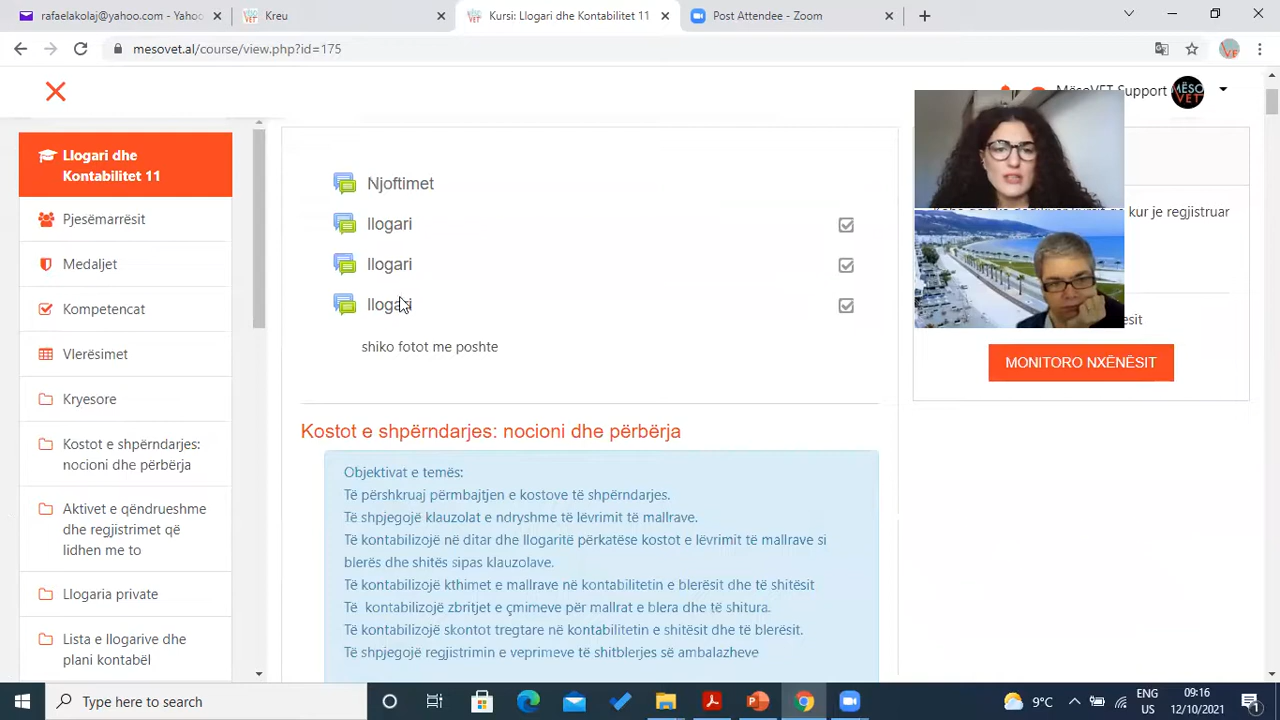 rafaelakolj@yahoo.com - Yahoo
Kreu
Kursi: Llogari dhe Kontabilitet 11
Post Attendee - Zoom
mesovet.al/course/view.php?id=175
MësoVET Support
MËSO
VET
Llogari dhe
Kontabilitet 11
Pjesëmarrësit
Medaljet
Kompetencat
Vlerësimet
Kryesore
Kostot e shpërndarjes:
nocioni dhe përbërja
Aktivet e qëndrueshme
dhe regjistrimet që
lidhen me to
Llogaria private
Lista e llogarive dhe
plani kontabël
Njoftimet
llogari
llogari
llogari
shiko fotot me poshte
Kostot e shpërndarjes: nocioni dhe përbërja
Objektivat e temës:
Të përshkruaj përmbajtjen e kostove të shpërndarjes.
Të shpjegojë klauzolat e ndryshme të lëvrimit të mallrave.
Të kontabilizojë në ditar dhe llogaritë përkatëse kostot e lëvrimit të mallrave si
blerës dhe shitës sipas klauzolave.
Të kontabilizojë kthimet e mallrave në kontabilitetin e blerësit dhe të shitësit
Të kontabilizojë zbritjet e çmimeve për mallrat e blera dhe të shitura.
Të kontabilizojë skontot tregtare në kontabilitetin e shitësit dhe të blerësit.
Të shpjegojë regjistrimin e veprimeve të shitblerjes së ambalazheve
kur je regjistruar
MONITORO NXËNËSIT
Type here to search
9°C
ENG
US
09:16
12/10/2021
1